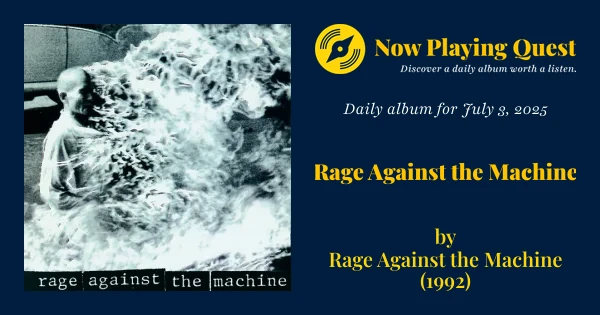 Now Playing Quest
Discover a daily album worth a listen.
Daily album for July 3, 2025
Rage Against the Machine
by
Rage Against the Machine
(1992)
rage against the machine